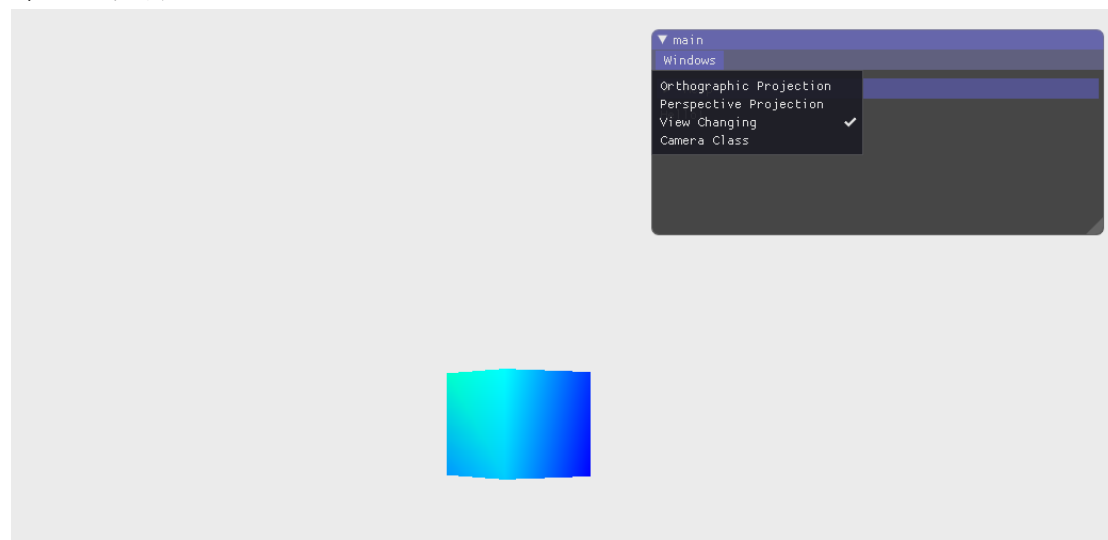 main
Windows
Orthographic Projection
Perspective Projection
View Changing
Camera Class